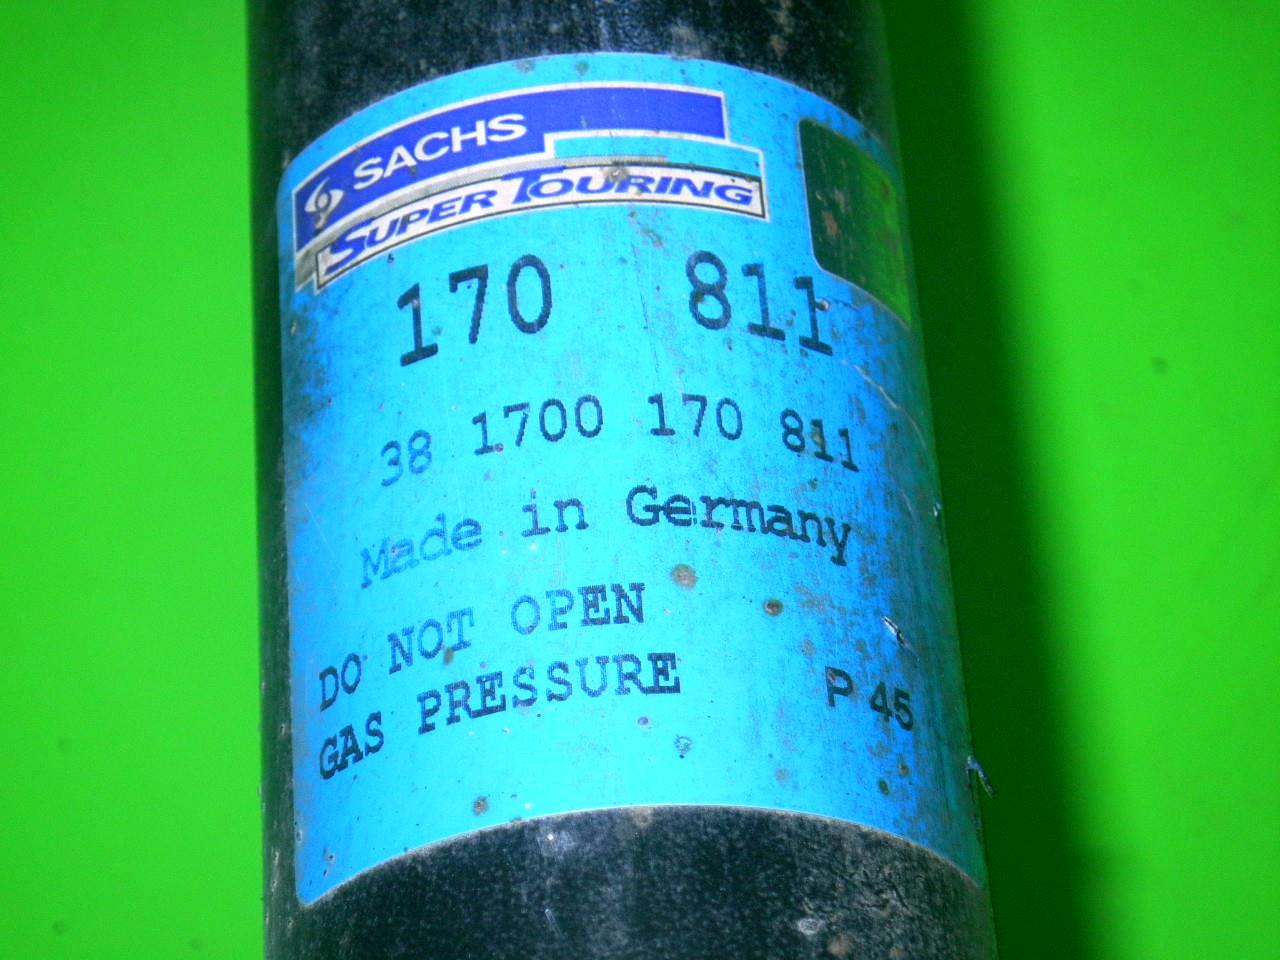 SACHS
SUPER TOURING
170 811
38 1700 170 811
Made in Germany
DO NOT OPEN
GAS PRESSURE
P 45